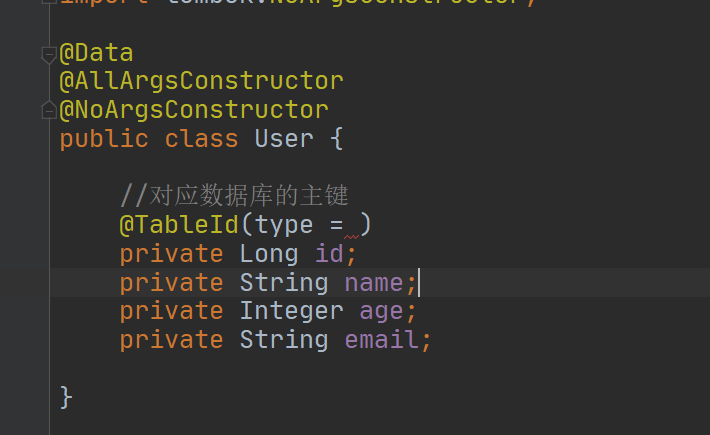 import lombok.NoArgsConstructor;
@Data
@AllArgsConstructor
@NoArgsConstructor
public class User {
//对应数据库的主键
@TableId(type = )
private Long id;
private String name;
private Integer age;
private String email;
}